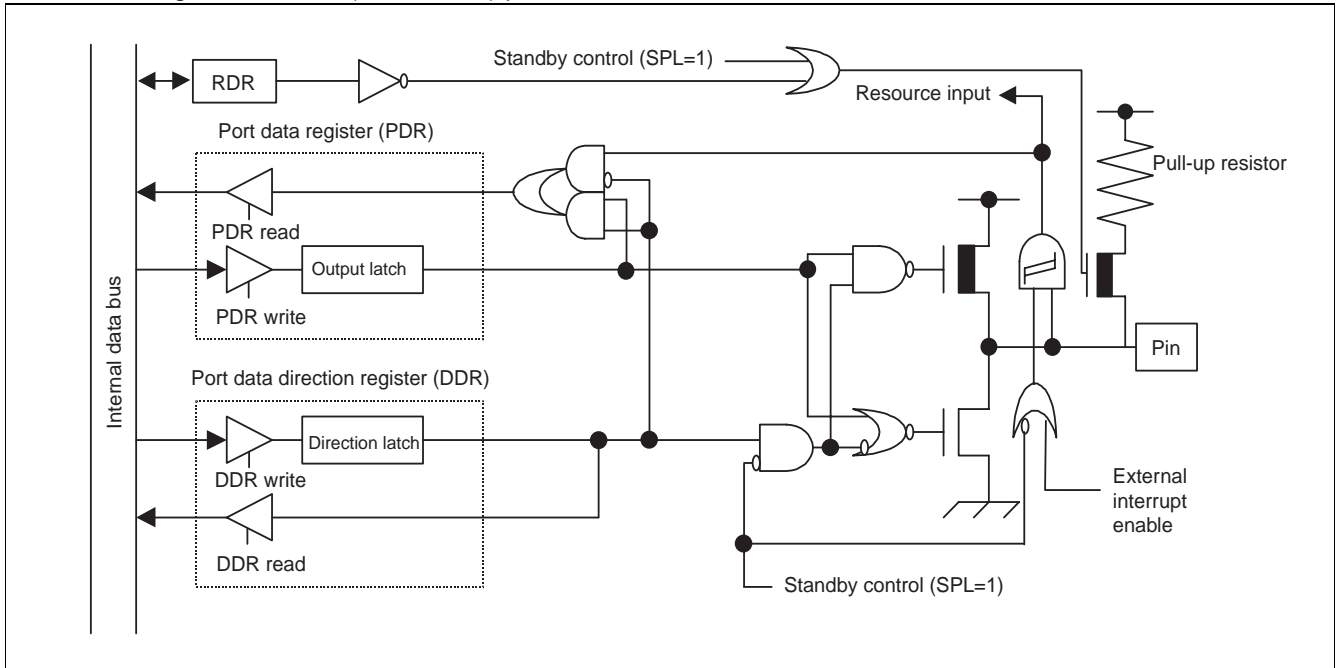 Standby control (SPL=1)
RDR
Resource input
Port data register (PDR)
Pull-up resistor
PDR read
Output latch
PDR write
Internal data bus
Pin
Port data direction register (DDR)
Direction latch
DDR write
External
interrupt
enable
DDR read
Standby control (SPL=1)